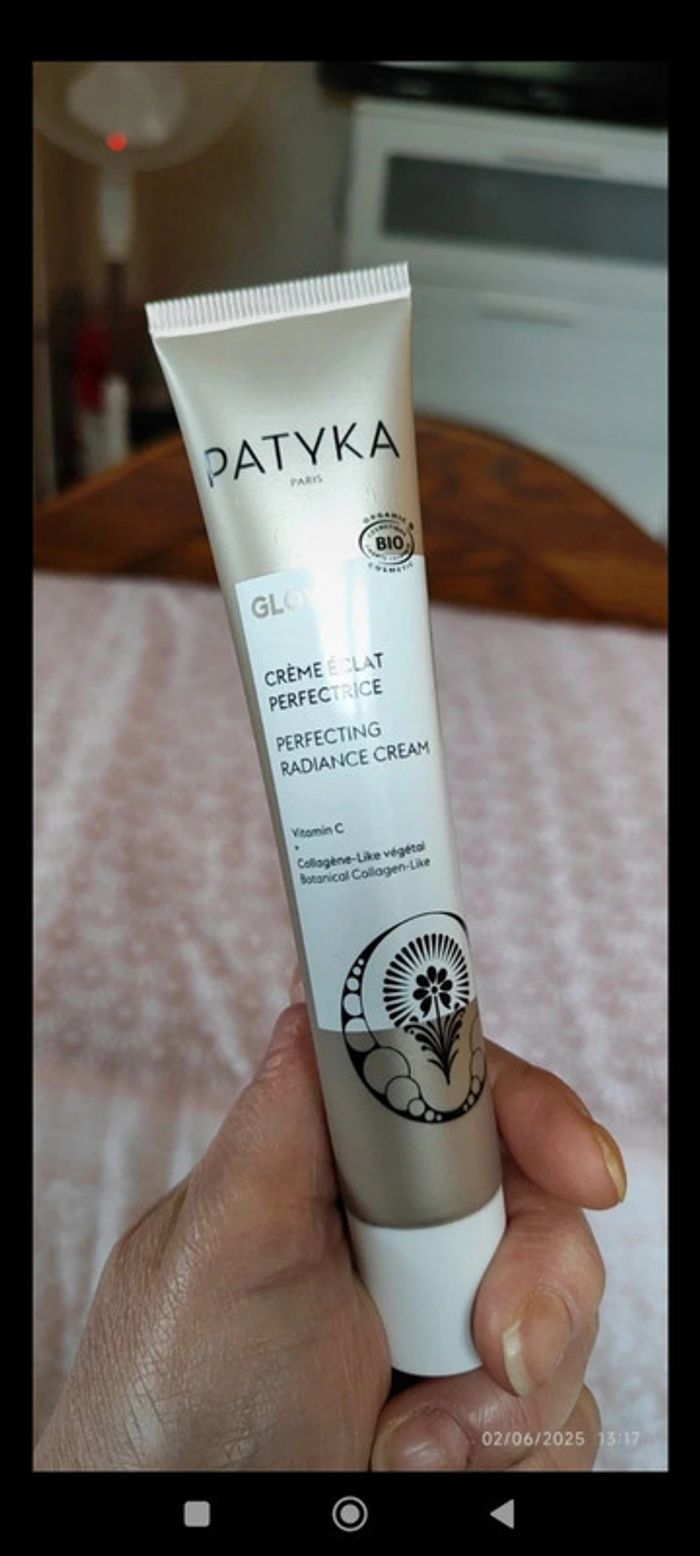 PATYKA
PARIS
BIO
COSMETIC
CRÈME ÉCLAT
PERFECTRICE
PERFECTING
RADIANCE CREAM
Vitamin C
+
Collagène-Like végétal
Botanical Collagen-Like
02/06/2025 13:17